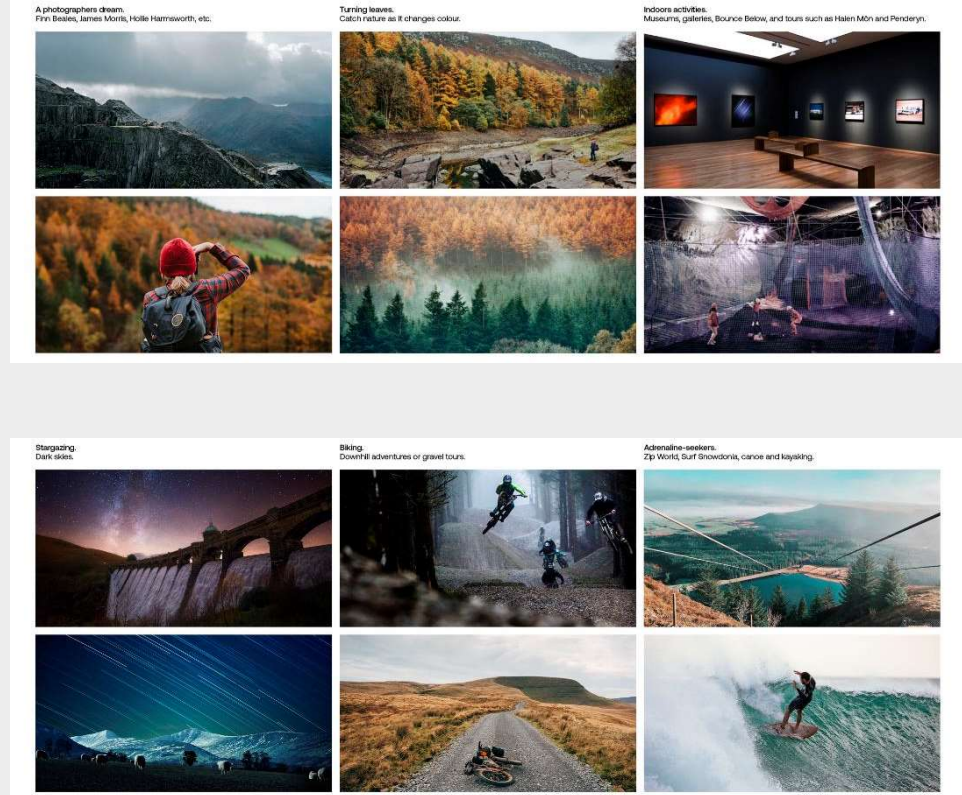 A photographers dream.
Finn Beales, James Morris, Hollie Harmsworth, etc.
Turning leaves.
Catch nature as it changes colour.
Indoors activities.
Museums, galleries, Bounce Below, and tours such as Halen Môn and Penderyn.
Stargazing.
Dark skies.
Biking.
Downhill adventures or gravel tours.
Adrenaline-seekers.
Zip World, Surf Snowdonia, canoe and kayaking.